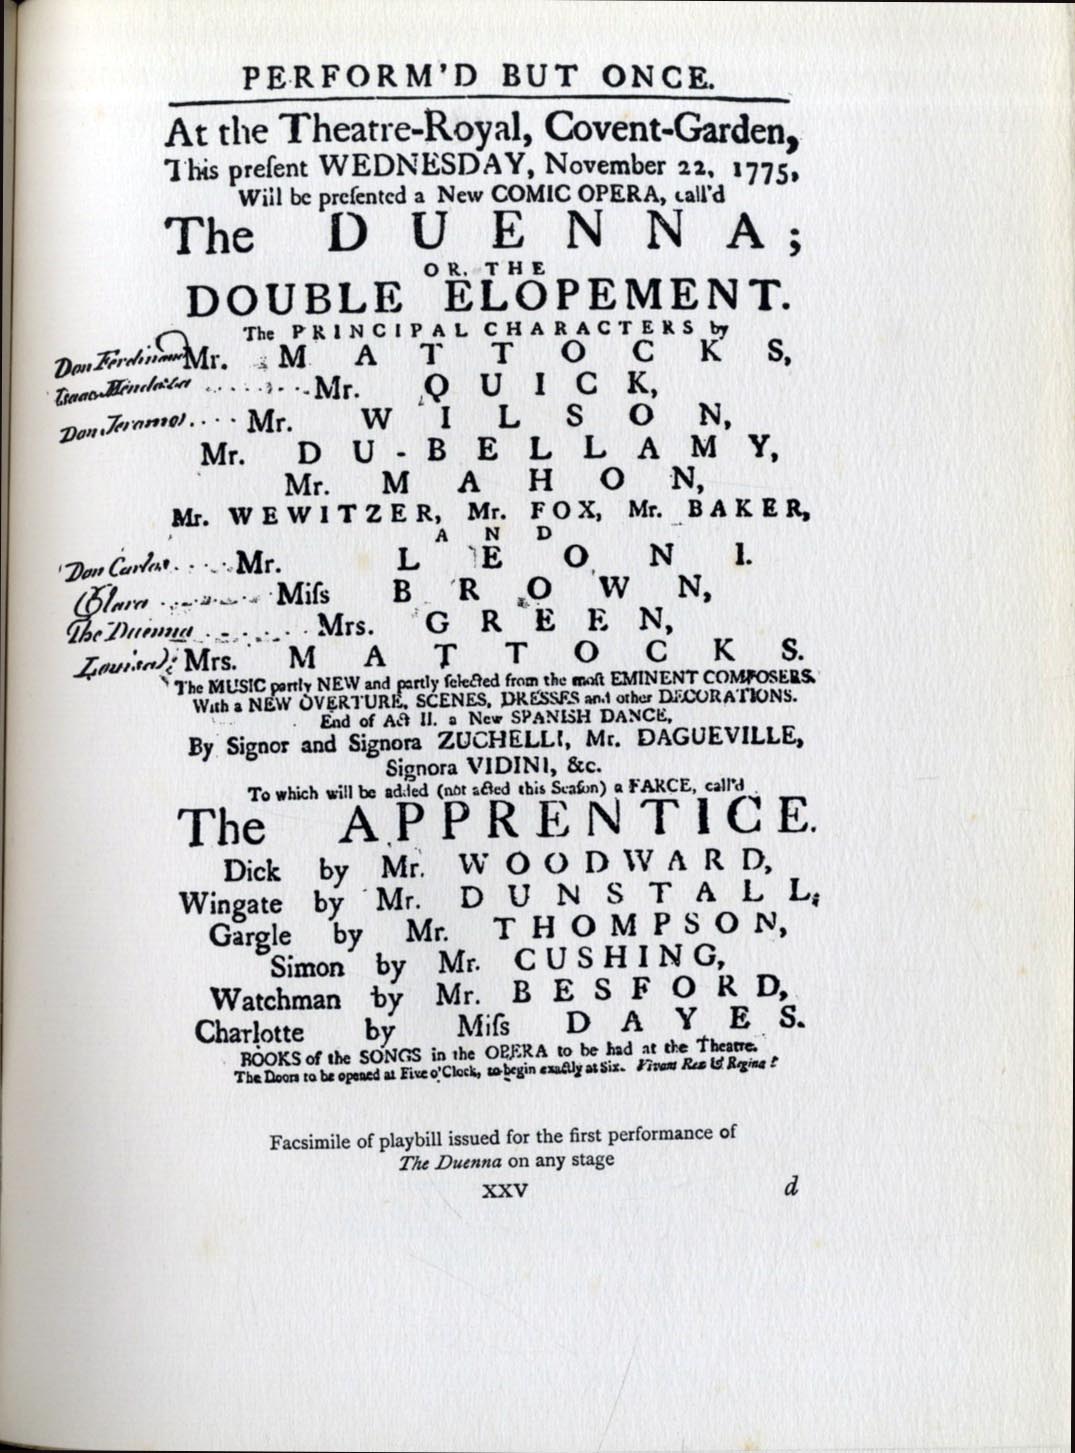 PERFORM'D BUT ONCE.
At the Theatre-Royal, Covent-Garden,
This preſent WEDNESDAY, November 22, 1775,
Will be preſented a New COMIC OPERA, call'd
The DUENNA;
OR, THE
DOUBLE ELOPEMENT.
The PRINCIPAL CHARACTERS by
Don Ferdinand Mr. MATTOCKS,
Isaac Mendoza ........ Mr. QUICK,
Don Jerome .... Mr. WILSON,
Mr. DU-BELLAMY,
Mr. MAHON,
Mr. WEWITZER, Mr. FOX, Mr. BAKER,
AND
Don Carlos ..... Mr. LEONI.
Clara ........ Miſs BROWN,
The Duenna ....... Mrs. GREEN,
Louisa Mrs. MATTOCKS.
The MUSIC partly NEW and partly ſelected from the moſt EMINENT COMPOSERS.
With a NEW OVERTURE, SCENES, DRESSES and other DECORATIONS.
End of Act II. a New SPANISH DANCE,
By Signor and Signora ZUCHELLI, Mr. DAGUEVILLE,
Signora VIDINI, &c.
To which will be added (not acted this Seaſon) a FARCE, call'd
The APPRENTICE.
Dick by Mr. WOODWARD,
Wingate by Mr. DUNSTALL,
Gargle by Mr. THOMPSON,
Simon by Mr. CUSHING,
Watchman by Mr. BESFORD,
Charlotte by Miſs DAYES.
BOOKS of the SONGS in the OPERA to be had at the Theatre.
The Doors to be opened at Five o'Clock, to begin exactly at Six. Vivant Rex & Regina!
Facsimile of playbill issued for the first performance of
The Duenna on any stage
XXV d